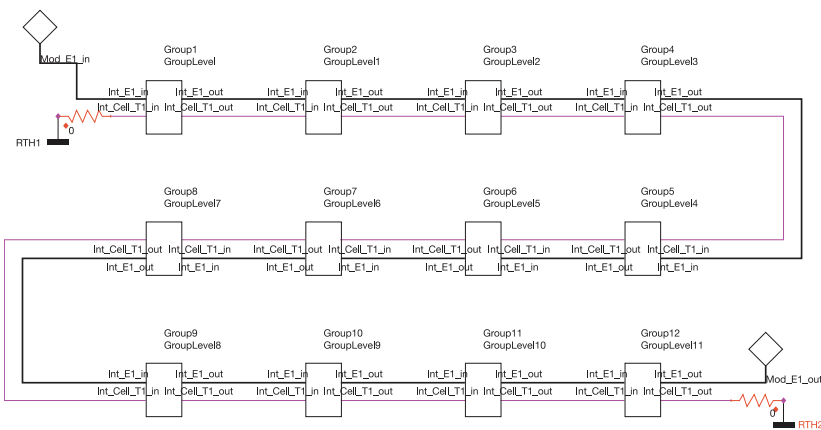 Mod_E1_in
Group1
GroupLevel
Group2
GroupLevel1
Group3
GroupLevel2
Group4
GroupLevel3
Int_E1_in Int_E1_out Int_E1_in Int_E1_out Int_E1_in Int_E1_out Int_E1_in Int_E1_out
Int_Cell_T1_in Int_Cell_T1_out Int_Cell_T1_in Int_Cell_T1_out Int_Cell_T1_in Int_Cell_T1_out Int_Cell_T1_in Int_Cell_T1_out
0
RTH1
Group8
GroupLevel7
Group7
GroupLevel6
Group6
GroupLevel5
Group5
GroupLevel4
Int_Cell_T1_out Int_Cell_T1_in Int_Cell_T1_out Int_Cell_T1_in Int_Cell_T1_out Int_Cell_T1_in Int_Cell_T1_out Int_Cell_T1_in
Int_E1_out Int_E1_in Int_E1_out Int_E1_in Int_E1_out Int_E1_in Int_E1_out Int_E1_in
Group9
GroupLevel8
Group10
GroupLevel9
Group11
GroupLevel10
Group12
GroupLevel11
Int_E1_in Int_E1_out Int_E1_in Int_E1_out Int_E1_in Int_E1_out Int_E1_in Int_E1_out
Mod_E1_out
Int_Cell_T1_in Int_Cell_T1_out Int_Cell_T1_in Int_Cell_T1_out Int_Cell_T1_in Int_Cell_T1_out Int_Cell_T1_in Int_Cell_T1_out
0
RTH2